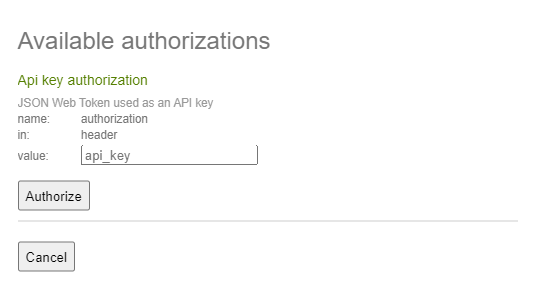 Available authorizations
Api key authorization
JSON Web Token used as an API key
name: authorization
in: header
value: api_key
Authorize
Cancel